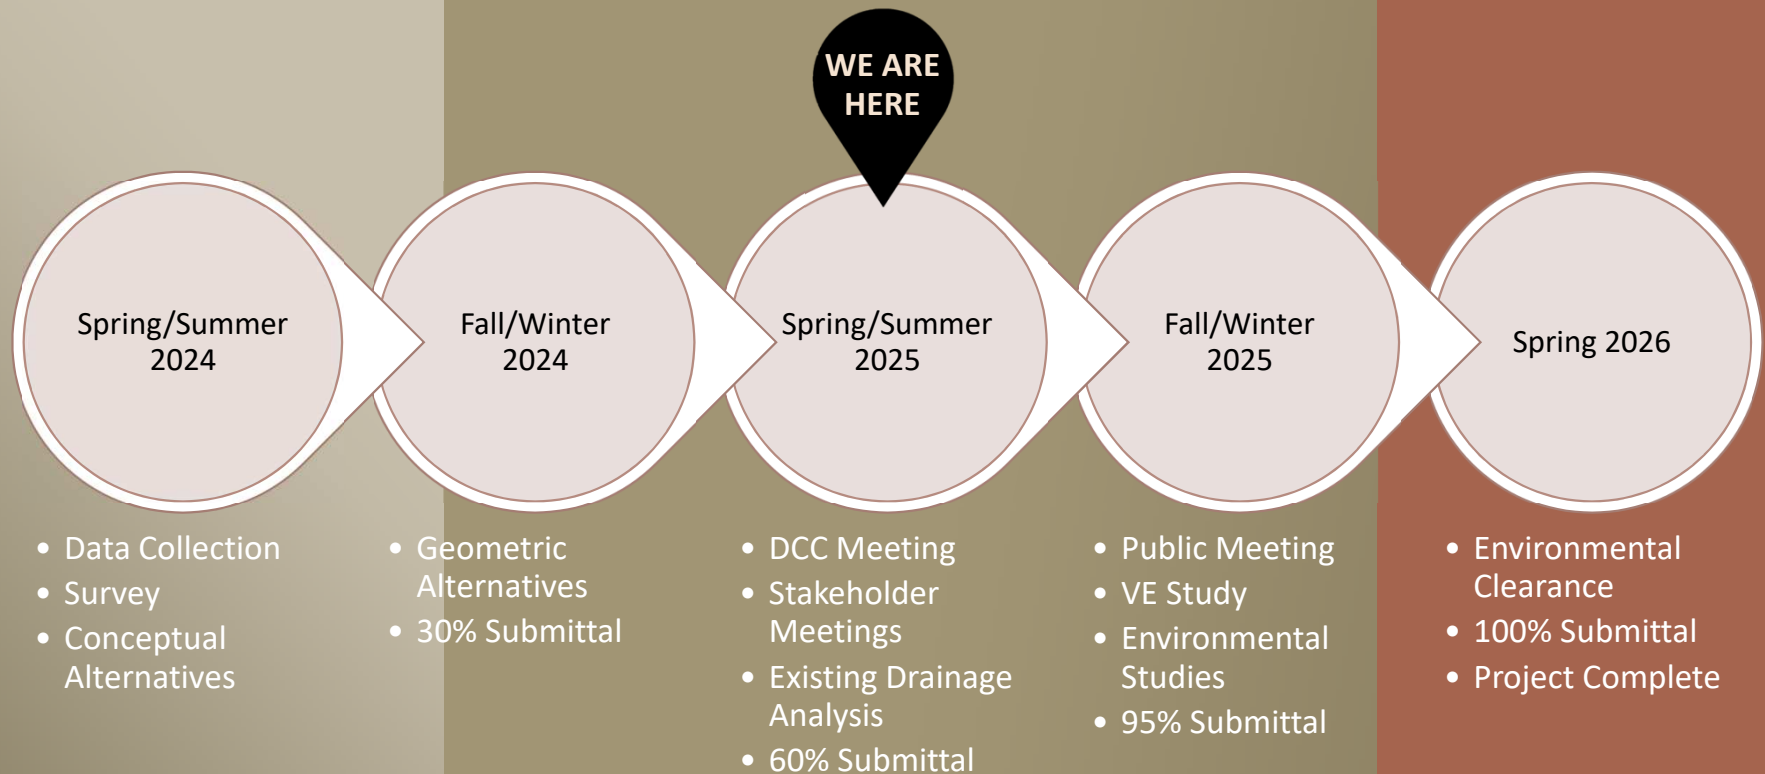 WE ARE
HERE
Spring/Summer
2024
Fall/Winter
2024
Spring/Summer
2025
Fall/Winter
2025
Spring 2026
• Data Collection
• Survey
• Conceptual
Alternatives
• Geometric
Alternatives
• 30% Submittal
• DCC Meeting
• Stakeholder
Meetings
• Existing Drainage
Analysis
• 60% Submittal
• Public Meeting
• VE Study
• Environmental
Studies
• 95% Submittal
• Environmental
Clearance
• 100% Submittal
• Project Complete